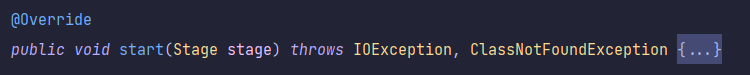 @Override
public void start(Stage stage) throws IOException, ClassNotFoundException {...}